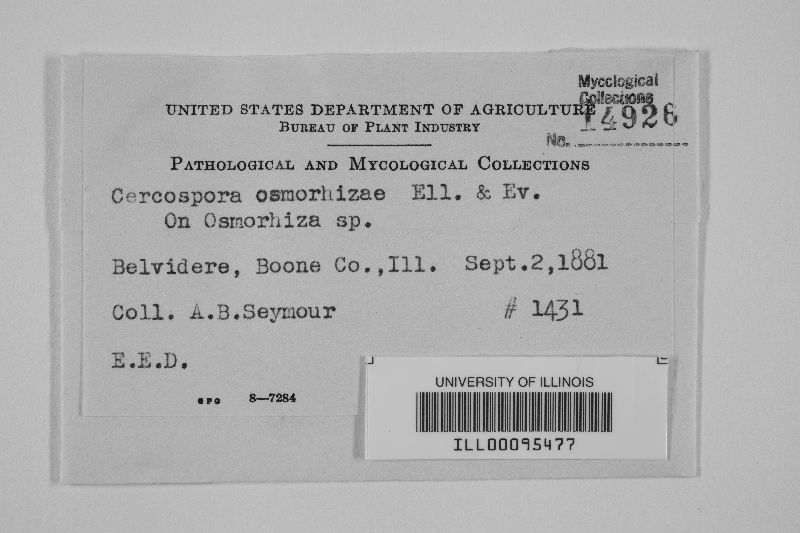 Mycological
Collections
UNITED STATES DEPARTMENT OF AGRICULTURE
14926
BUREAU OF PLANT INDUSTRY
No.
PATHOLOGICAL AND MYCOLOGICAL COLLECTIONS
Cercospora osmorhizae Ell. & Ev.
On Osmorhiza sp.
Belvidere, Boone Co.,Ill. Sept.2,1881
Coll. A.B.Seymour # 1431
E.E.D.
GPO 8—7284
UNIVERSITY OF ILLINOIS
ILL00095477